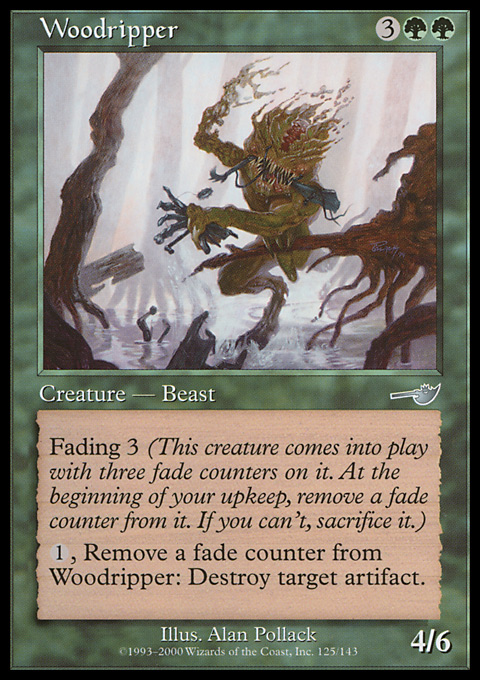 Woodripper 3
Creature — Beast
Fading 3 (This creature comes into play
with three fade counters on it. At the
beginning of your upkeep, remove a fade
counter from it. If you can't, sacrifice it.)
1, Remove a fade counter from
Woodripper: Destroy target artifact.
Illus. Alan Pollack
©1993–2000 Wizards of the Coast, Inc. 125/143
4/6